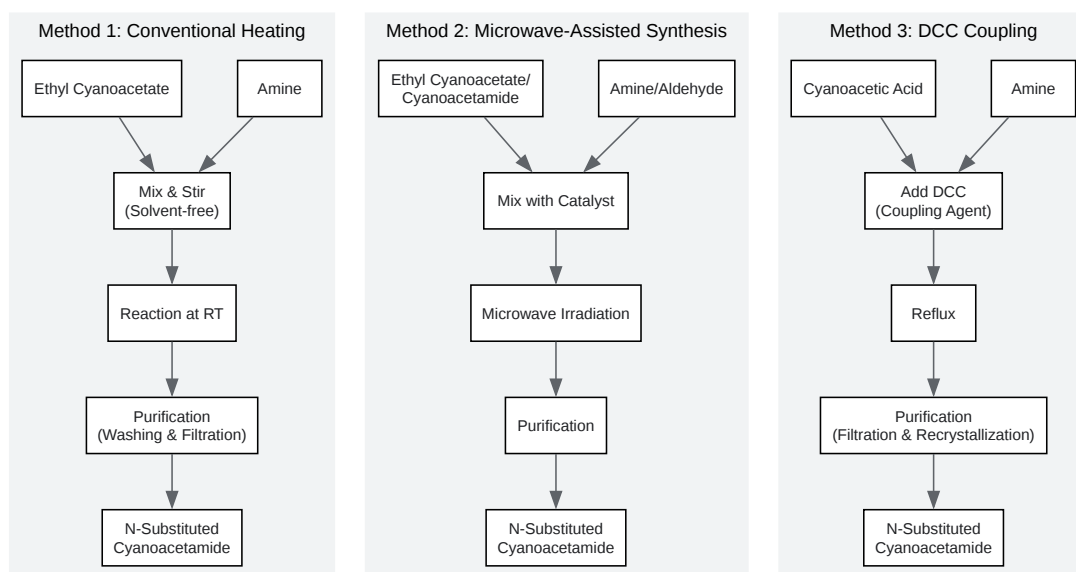 Method 1: Conventional Heating
Ethyl Cyanoacetate
Amine
Mix & Stir
(Solvent-free)
Reaction at RT
Purification
(Washing & Filtration)
N-Substituted
Cyanoacetamide
Method 2: Microwave-Assisted Synthesis
Ethyl Cyanoacetate/
Cyanoacetamide
Amine/Aldehyde
Mix with Catalyst
Microwave Irradiation
Purification
N-Substituted
Cyanoacetamide
Method 3: DCC Coupling
Cyanoacetic Acid
Amine
Add DCC
(Coupling Agent)
Reflux
Purification
(Filtration & Recrystallization)
N-Substituted
Cyanoacetamide